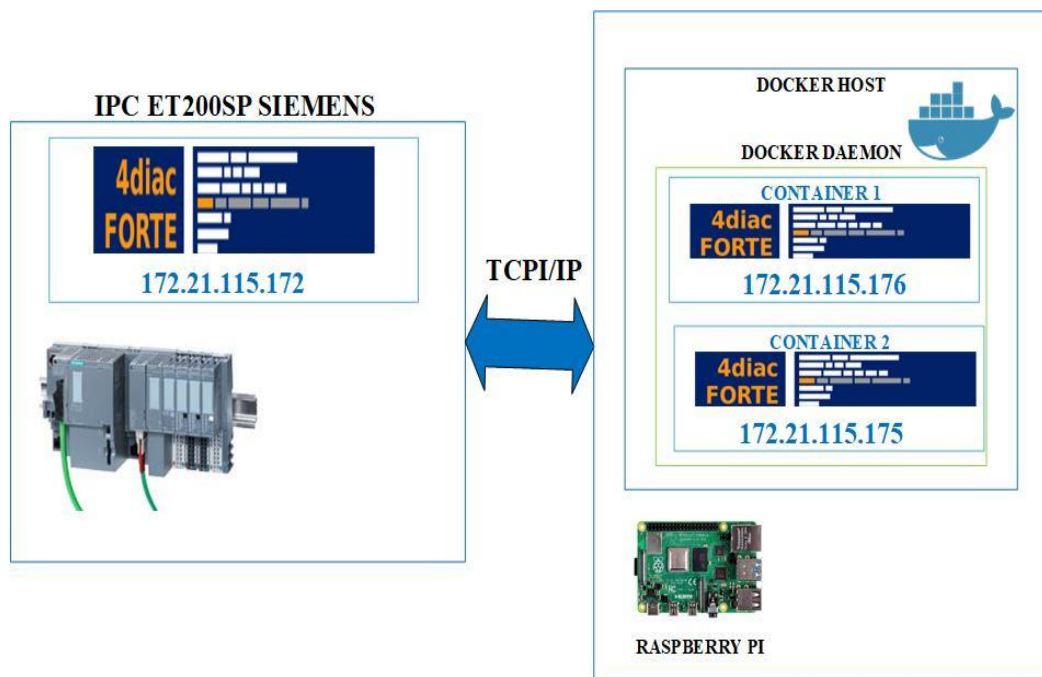 IPC ET200SP SIEMENS
4diac
FORTE
172.21.115.172
TCPI/IP
DOCKER HOST
DOCKER DAEMON
CONTAINER 1
4diac
FORTE
172.21.115.176
CONTAINER 2
4diac
FORTE
172.21.115.175
RASPBERRY PI